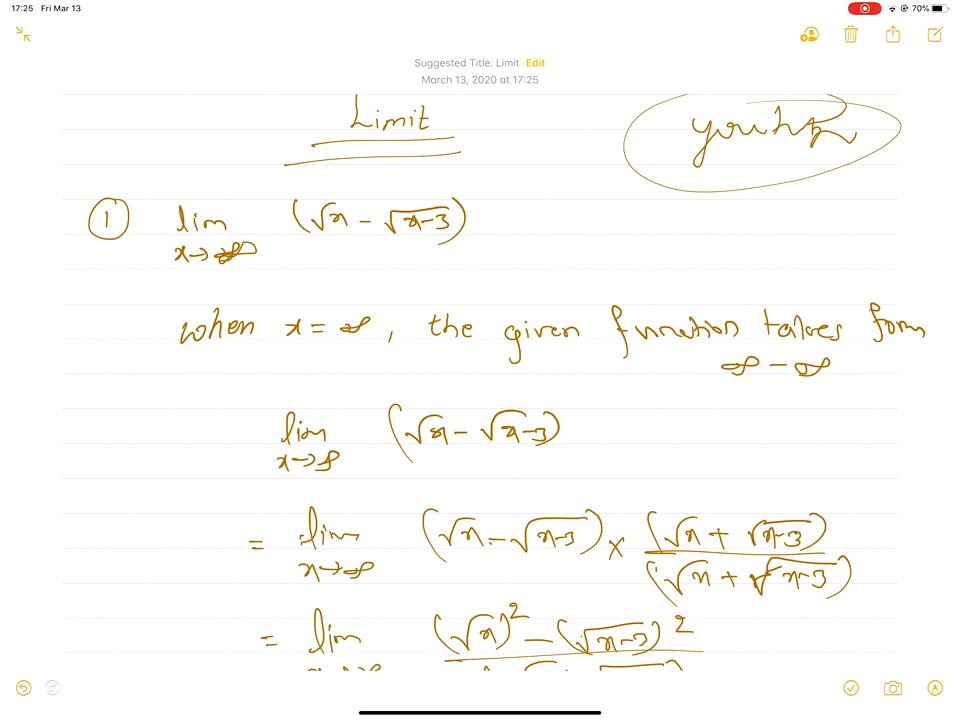 17:25 Fri Mar 13 70%
Suggested Title: Limit Edit
March 13, 2020 at 17:25
Limit
① lim x→∞ (√x − √(x−3))
when x = ∞, the given function takes form
∞ − ∞
lim x→∞ (√x − √(x−3))
= lim x→∞ (√x − √(x−3)) × (√x + √(x−3)) / (√x + √(x−3))
= lim (√x)² − (√(x−3))²